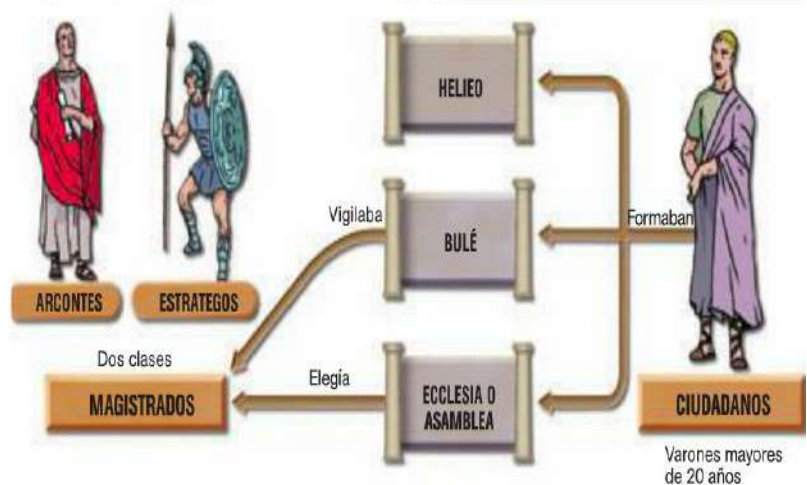 HELIEO
Vigilaba
BULÉ
Formaban
ARCONTES
ESTRATEGOS
Dos clases
MAGISTRADOS
Elegía
ECCLESIA O
ASAMBLEA
CIUDADANOS
Varones mayores
de 20 años